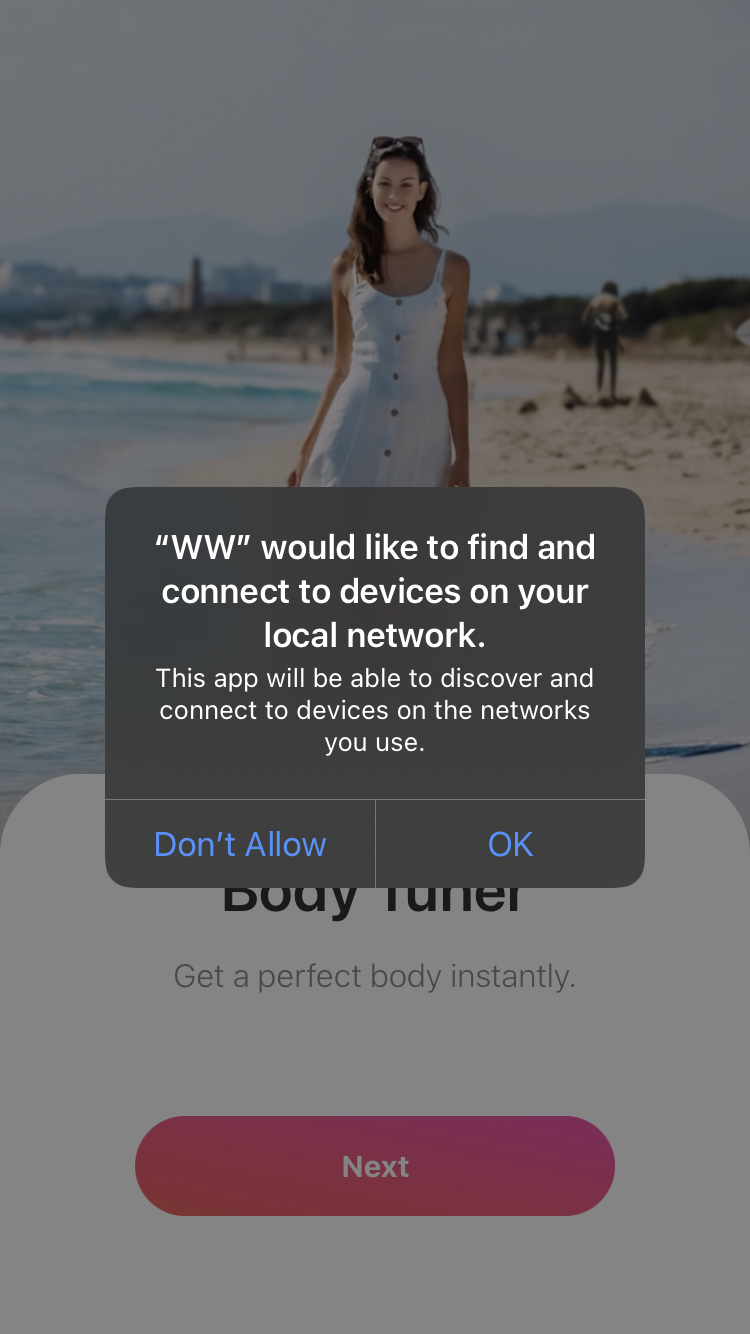 “WW” would like to find and
connect to devices on your
local network.
This app will be able to discover and
connect to devices on the networks
you use.
Don’t Allow
OK
Body Tuner
Get a perfect body instantly.
Next